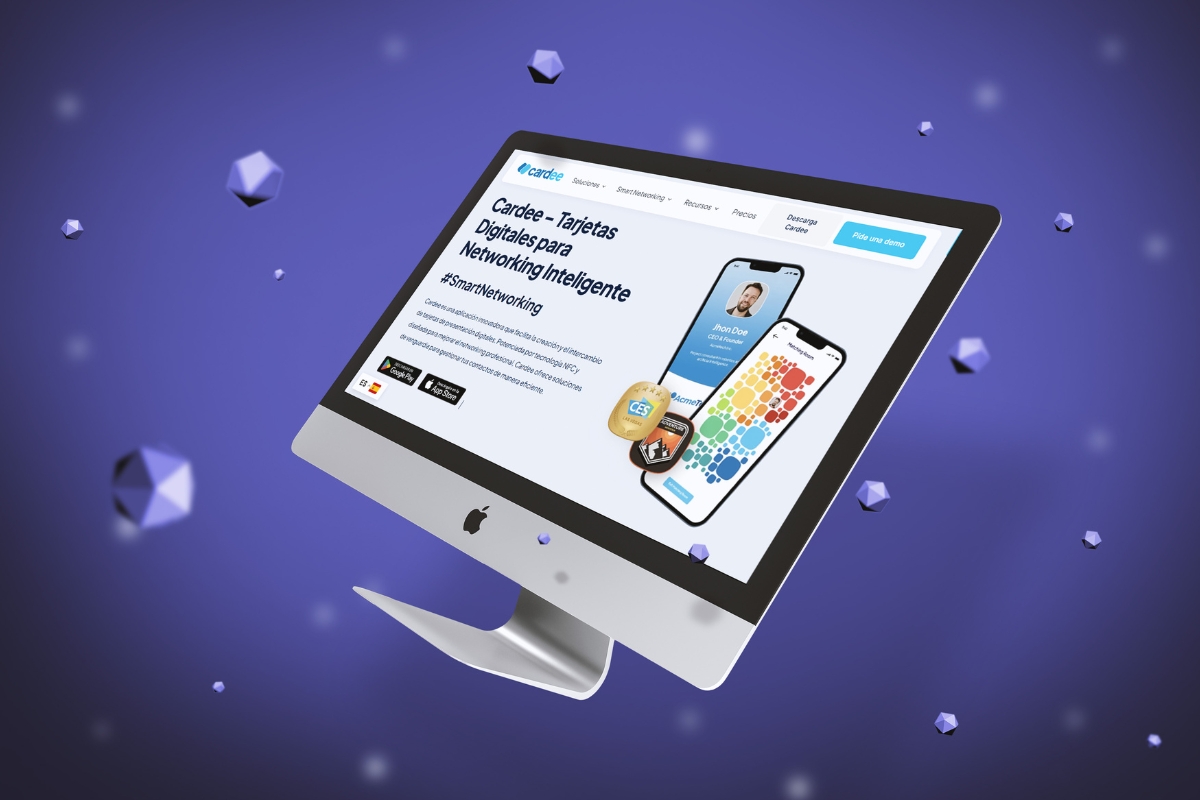 cardee
Soluciones
Smart Networking
Recursos
Precios
Descarga
Cardee
Pide una demo
Cardee – Tarjetas
Digitales para
Networking Inteligente
#SmartNetworking
Cardee es una aplicación innovadora que facilita la creación y el intercambio
de tarjetas de presentación digitales. Potenciada por tecnología NFC y
diseñada para mejorar el networking profesional, Cardee ofrece soluciones
de vanguardia para gestionar tus contactos de manera eficiente.
Google Play
App Store
ES
Jhon Doe
CEO & Founder
Matching Room
CES
ADVENTURE